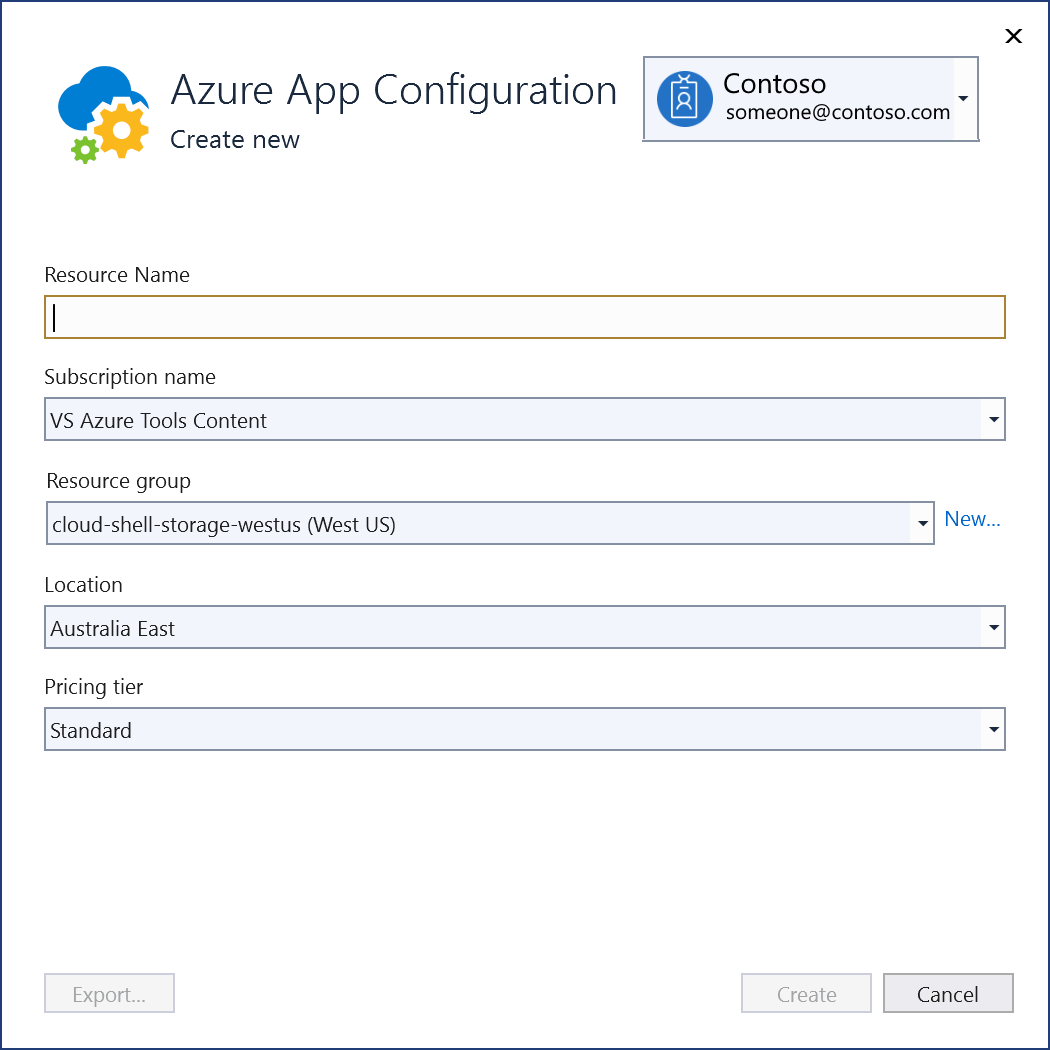 Azure App Configuration
Create new
Contoso
someone@contoso.com
Resource Name
Subscription name
VS Azure Tools Content
Resource group
cloud-shell-storage-westus (West US)
New...
Location
Australia East
Pricing tier
Standard
Export...
Create
Cancel